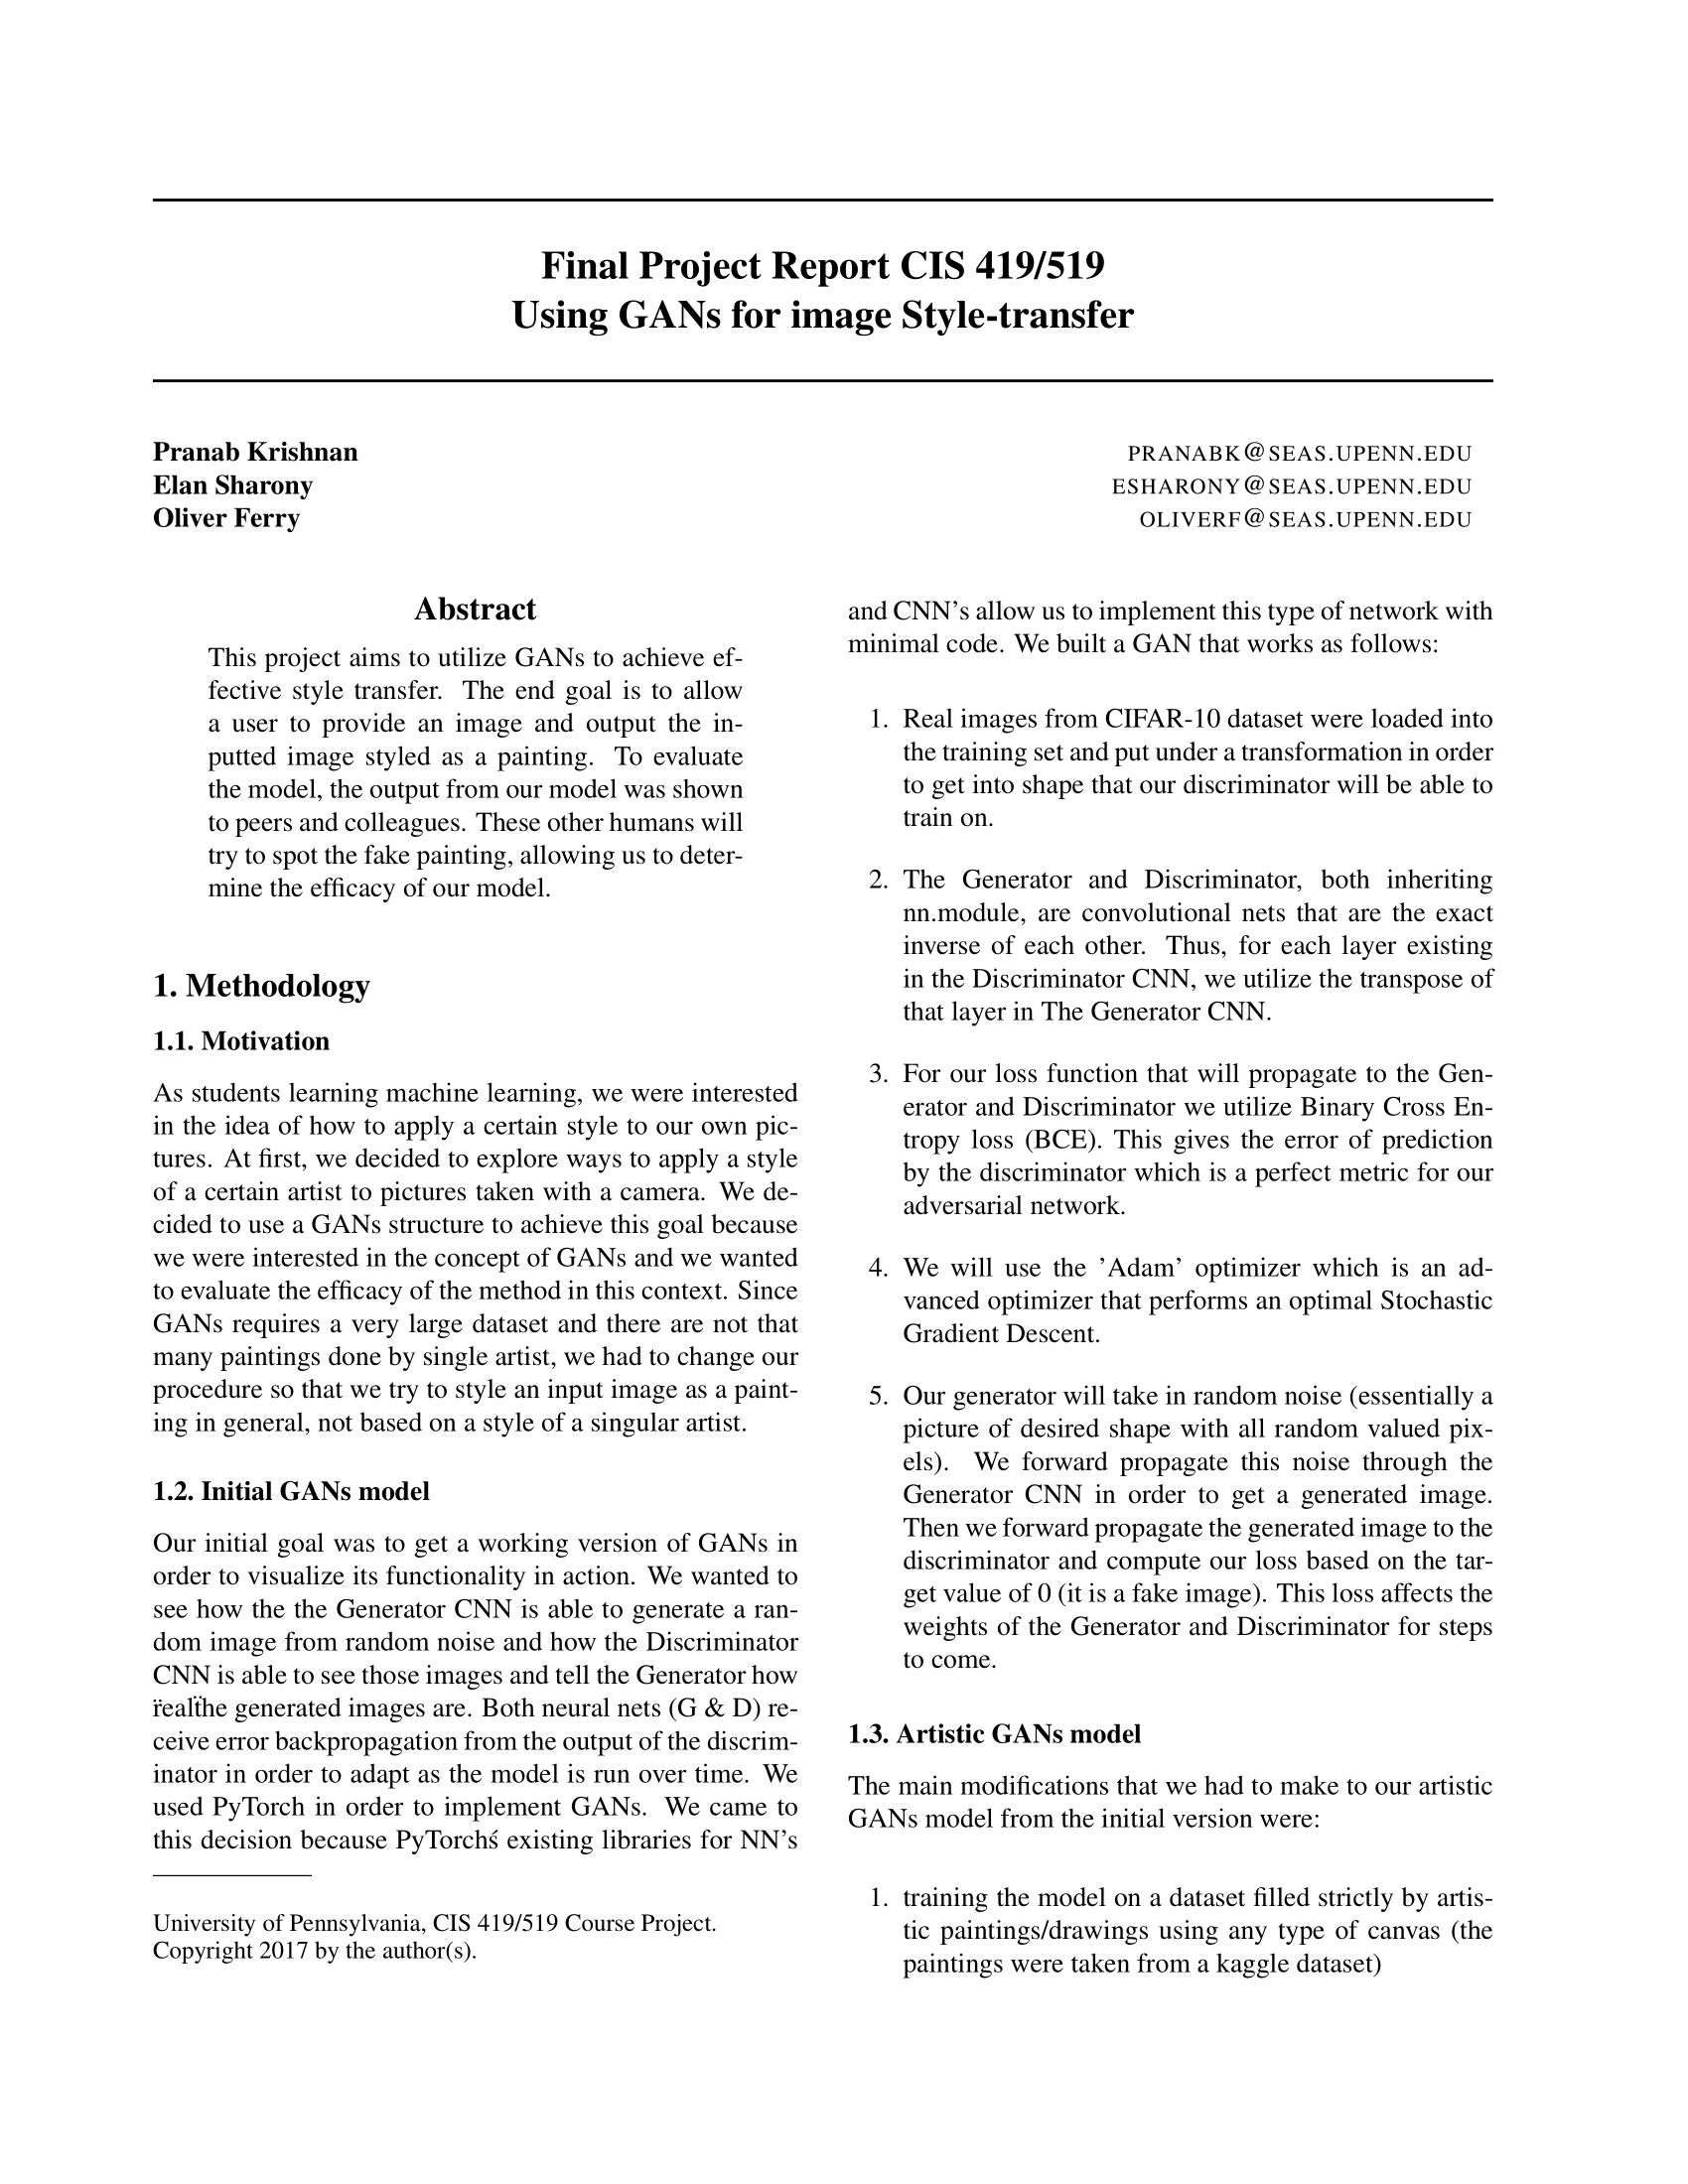 Final Project Report CIS 419/519
Using GANs for image Style-transfer
Pranab Krishnan
PRANABK@SEAS.UPENN.EDU
Elan Sharony
ESHARONY@SEAS.UPENN.EDU
Oliver Ferry
OLIVERF@SEAS.UPENN.EDU
Abstract
This project aims to utilize GANs to achieve ef-
fective style transfer. The end goal is to allow
a user to provide an image and output the in-
putted image styled as a painting. To evaluate
the model, the output from our model was shown
to peers and colleagues. These other humans will
try to spot the fake painting, allowing us to deter-
mine the efficacy of our model.
1. Methodology
1.1. Motivation
As students learning machine learning, we were interested
in the idea of how to apply a certain style to our own pic-
tures. At first, we decided to explore ways to apply a style
of a certain artist to pictures taken with a camera. We de-
cided to use a GANs structure to achieve this goal because
we were interested in the concept of GANs and we wanted
to evaluate the efficacy of the method in this context. Since
GANs requires a very large dataset and there are not that
many paintings done by single artist, we had to change our
procedure so that we try to style an input image as a paint-
ing in general, not based on a style of a singular artist.
1.2. Initial GANs model
Our initial goal was to get a working version of GANs in
order to visualize its functionality in action. We wanted to
see how the the Generator CNN is able to generate a ran-
dom image from random noise and how the Discriminator
CNN is able to see those images and tell the Generator how
r̈ealẗhe generated images are. Both neural nets (G & D) re-
ceive error backpropagation from the output of the discrim-
inator in order to adapt as the model is run over time. We
used PyTorch in order to implement GANs. We came to
this decision because PyTorchś existing libraries for NN's
University of Pennsylvania, CIS 419/519 Course Project.
Copyright 2017 by the author(s).
and CNN's allow us to implement this type of network with
minimal code. We built a GAN that works as follows:
1. Real images from CIFAR-10 dataset were loaded into
the training set and put under a transformation in order
to get into shape that our discriminator will be able to
train on.
2. The Generator and Discriminator, both inheriting
nn.module, are convolutional nets that are the exact
inverse of each other. Thus, for each layer existing
in the Discriminator CNN, we utilize the transpose of
that layer in The Generator CNN.
3. For our loss function that will propagate to the Gen-
erator and Discriminator we utilize Binary Cross En-
tropy loss (BCE). This gives the error of prediction
by the discriminator which is a perfect metric for our
adversarial network.
4. We will use the 'Adam' optimizer which is an ad-
vanced optimizer that performs an optimal Stochastic
Gradient Descent.
5. Our generator will take in random noise (essentially a
picture of desired shape with all random valued pix-
els). We forward propagate this noise through the
Generator CNN in order to get a generated image.
Then we forward propagate the generated image to the
discriminator and compute our loss based on the tar-
get value of 0 (it is a fake image). This loss affects the
weights of the Generator and Discriminator for steps
to come.
1.3. Artistic GANs model
The main modifications that we had to make to our artistic
GANs model from the initial version were:
1. training the model on a dataset filled strictly by artis-
tic paintings/drawings using any type of canvas (the
paintings were taken from a kaggle dataset)